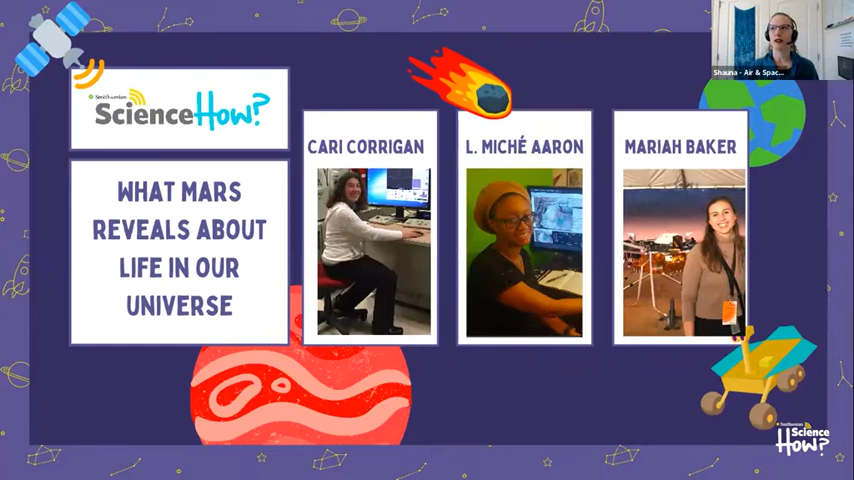 Shauna - Air & Spac...
Smithsonian
ScienceHow?
CARI CORRIGAN
L. MICHÉ AARON
MARIAH BAKER
WHAT MARS
REVEALS ABOUT
LIFE IN OUR
UNIVERSE
Smithsonian
Science
How?